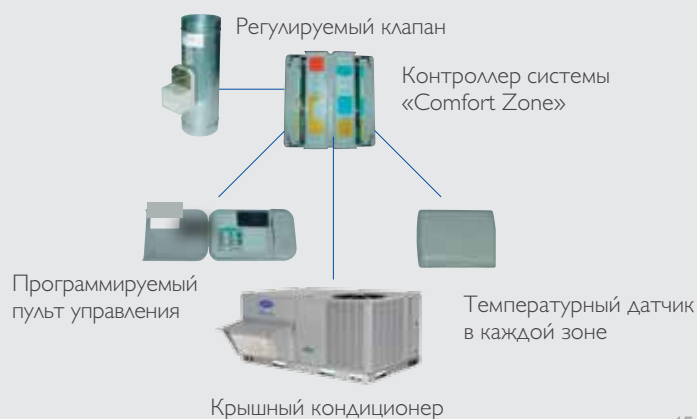 Регулируемый клапан
Контроллер системы
«Comfort Zone»
Программируемый
пульт управления
Температурный датчик
в каждой зоне
Крышный кондиционер